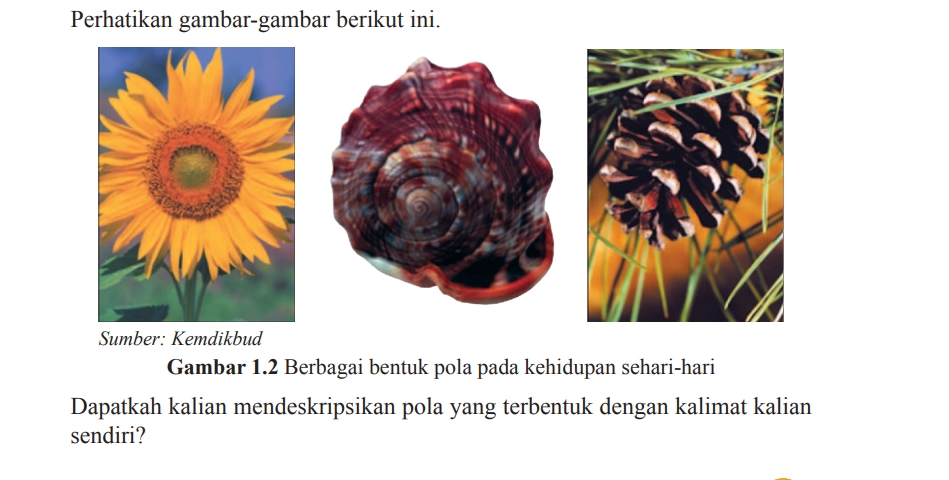 Perhatikan gambar-gambar berikut ini.
Sumber: Kemdikbud
Gambar 1.2 Berbagai bentuk pola pada kehidupan sehari-hari
Dapatkah kalian mendeskripsikan pola yang terbentuk dengan kalimat kalian
sendiri?